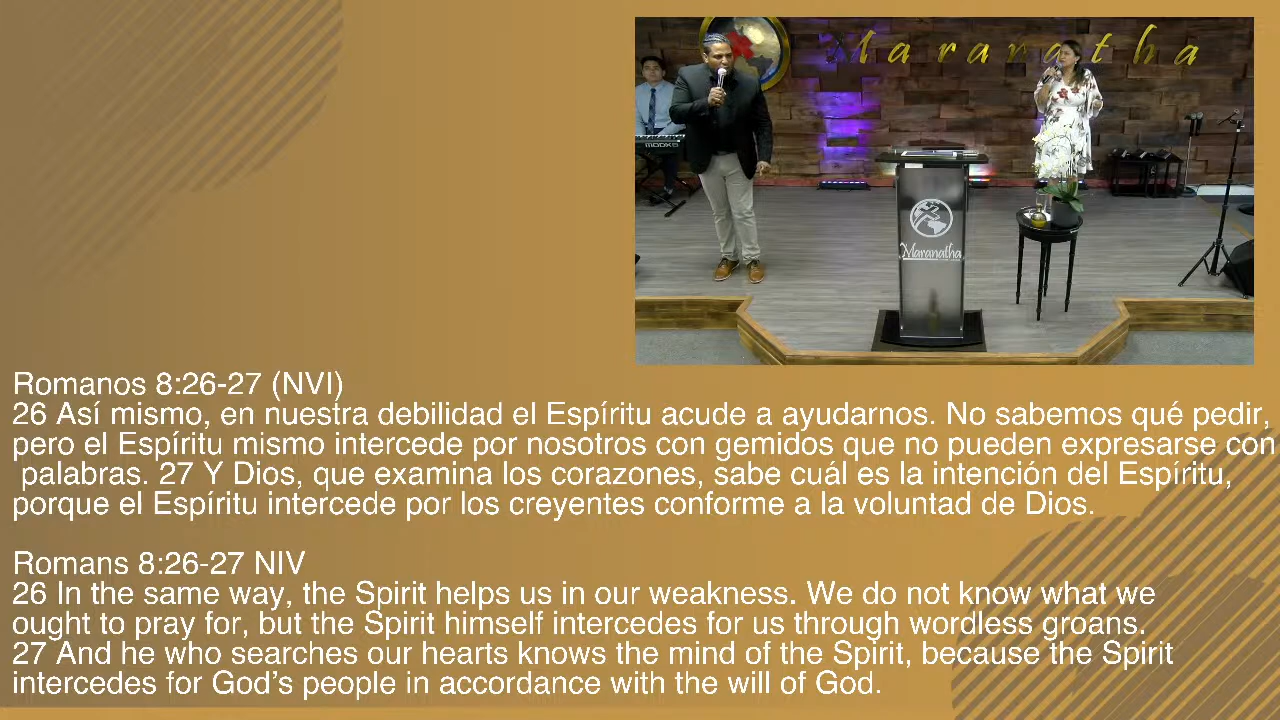 Maranatha
MODX8
Maranatha
Romanos 8:26-27 (NVI)
26 Así mismo, en nuestra debilidad el Espíritu acude a ayudarnos. No sabemos qué pedir,
pero el Espíritu mismo intercede por nosotros con gemidos que no pueden expresarse con
palabras. 27 Y Dios, que examina los corazones, sabe cuál es la intención del Espíritu,
porque el Espíritu intercede por los creyentes conforme a la voluntad de Dios.
Romans 8:26-27 NIV
26 In the same way, the Spirit helps us in our weakness. We do not know what we
ought to pray for, but the Spirit himself intercedes for us through wordless groans.
27 And he who searches our hearts knows the mind of the Spirit, because the Spirit
intercedes for God’s people in accordance with the will of God.